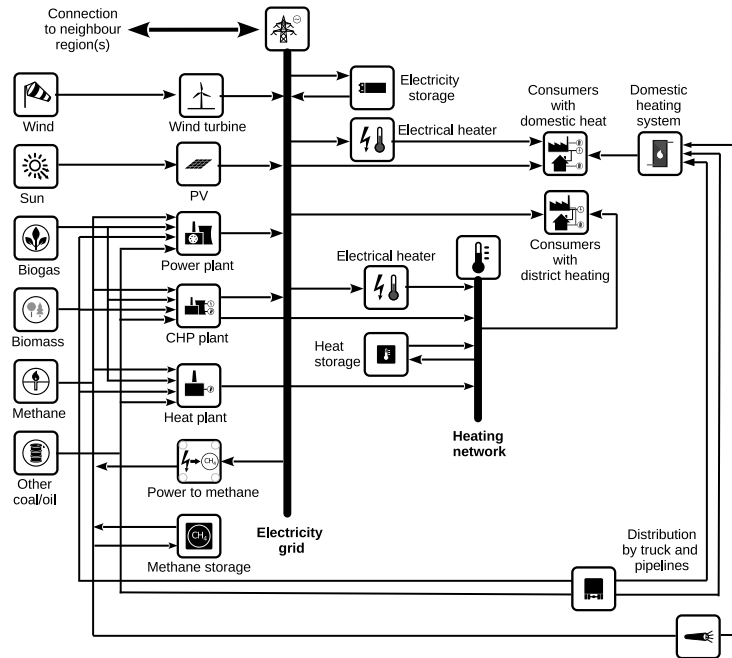 Connection
to neighbour
region(s)
Wind
Wind turbine
Sun
PV
Biogas
Power plant
Biomass
CHP plant
Methane
Heat plant
Other
coal/oil
Power to methane
CH₄
Methane storage
CH₄
Electricity
grid
Electricity
storage
Electrical heater
Consumers
with
domestic heat
Domestic
heating
system
Consumers
with
district heating
Electrical heater
Heat
storage
Heating
network
Distribution
by truck and
pipelines